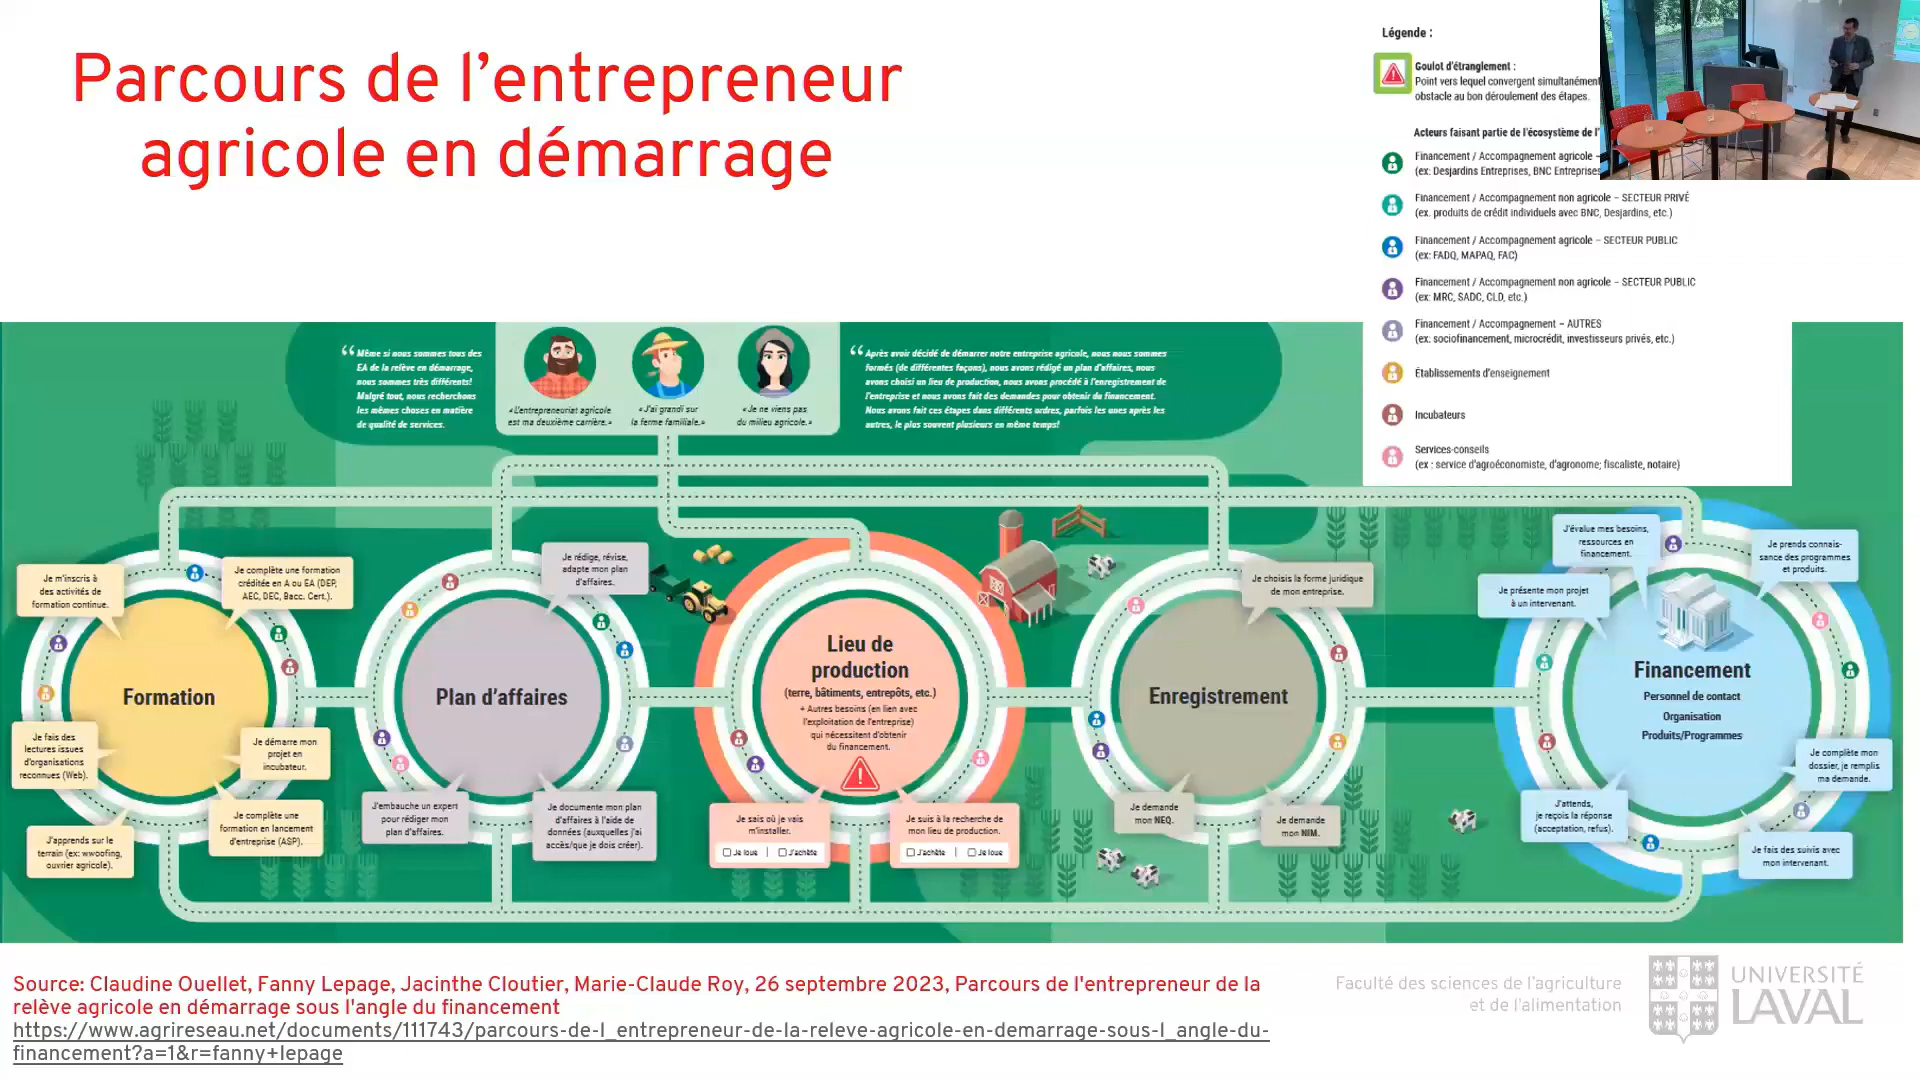 Parcours de l'entrepreneur
agricole en démarrage
Légende :
Goulot d'étranglement :
Point vers lequel convergent simultanément
obstacle au bon déroulement des étapes.
Acteurs faisant partie de l'écosystème de l'
Financement / Accompagnement agricole –
(ex: Desjardins Entreprises, BNC Entreprises
Financement / Accompagnement non agricole – SECTEUR PRIVÉ
(ex. produits de crédit individuels avec BNC, Desjardins, etc.)
Financement / Accompagnement agricole – SECTEUR PUBLIC
(ex: FADQ, MAPAQ, FAC)
Financement / Accompagnement non agricole – SECTEUR PUBLIC
(ex: MRC, SADC, CLD, etc.)
Financement / Accompagnement – AUTRES
(ex: sociofinancement, microcrédit, investisseurs privés, etc.)
Établissements d'enseignement
Incubateurs
Services-conseils
(ex : service d'agroéconomiste, d'agronome; fiscaliste, notaire)
“ Même si nous sommes tous des
EA de la relève en démarrage,
nous sommes très différents!
Malgré tout, nous recherchons
les mêmes choses en matière
de qualité de services.
« L'entrepreneuriat agricole
est ma deuxième carrière.»
« J'ai grandi sur
la ferme familiale.»
« Je ne viens pas
du milieu agricole.»
“ Après avoir décidé de démarrer notre entreprise agricole, nous nous sommes
formés (de différentes façons), nous avons rédigé un plan d'affaires, nous
avons choisi un lieu de production, nous avons procédé à l'enregistrement de
l'entreprise et nous avons fait des demandes pour obtenir du financement.
Nous avons fait ces étapes dans différents ordres, parfois les unes après les
autres, le plus souvent plusieurs en même temps!
Je m'inscris à
des activités de
formation continue.
Je complète une formation
créditée en A ou EA (DEP,
AEC, DEC, Bacc. Cert.).
Formation
Je fais des
lectures issues
d'organisations
reconnues (Web).
Je démarre mon
projet en
incubateur.
J'apprends sur le
terrain (ex: wwoofing,
ouvrier agricole).
Je complète une
formation en lancement
d'entreprise (ASP).
Je rédige, révise,
adapte mon plan
d'affaires.
Plan d'affaires
J'embauche un expert
pour rédiger mon
plan d'affaires.
Je documente mon plan
d'affaires à l'aide de
données (auxquelles j'ai
accès/que je dois créer).
Lieu de
production
(terre, bâtiments, entrepôts, etc.)
+ Autres besoins (en lien avec
l'exploitation de l'entreprise)
qui nécessitent d'obtenir
du financement.
Je sais où je vais
m'installer.
Je loue | J'achète
Je suis à la recherche de
mon lieu de production.
J'achète | Je loue
Je choisis la forme juridique
de mon entreprise.
Enregistrement
Je demande
mon NEQ.
Je demande
mon NIM.
J'évalue mes besoins,
ressources en
financement.
Je prends connais-
sance des programmes
et produits.
Je présente mon projet
à un intervenant.
Financement
Personnel de contact
Organisation
Produits/Programmes
Je complète mon
dossier, je remplis
ma demande.
J'attends,
je reçois la réponse
(acceptation, refus).
Je fais des suivis avec
mon intervenant.
Source: Claudine Ouellet, Fanny Lepage, Jacinthe Cloutier, Marie-Claude Roy, 26 septembre 2023, Parcours de l'entrepreneur de la
relève agricole en démarrage sous l'angle du financement
https://www.agrireseau.net/documents/111743/parcours-de-l_entrepreneur-de-la-releve-agricole-en-demarrage-sous-l_angle-du-
financement?a=1&r=fanny+lepage
Faculté des sciences de l'agriculture
et de l'alimentation
UNIVERSITÉ
LAVAL